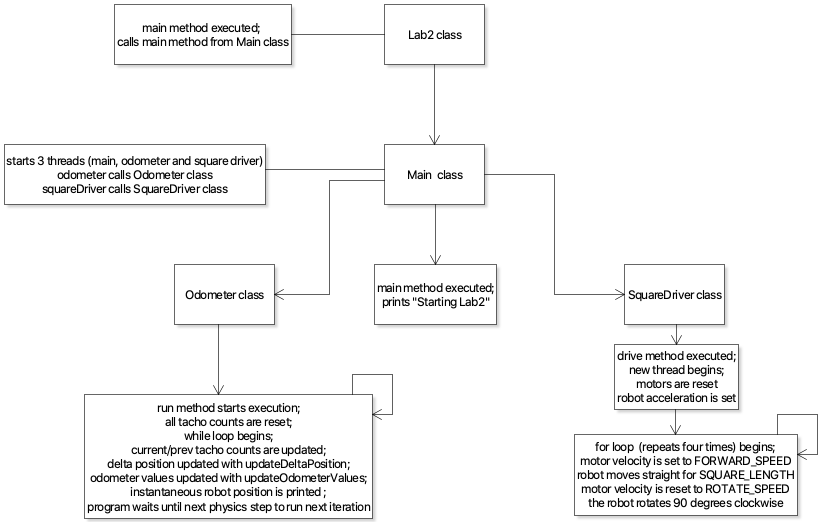 main method executed;
calls main method from Main class
Lab2 class
starts 3 threads (main, odometer and square driver)
odometer calls Odometer class
squareDriver calls SquareDriver class
Main class
Odometer class
main method executed;
prints "Starting Lab2"
SquareDriver class
drive method executed;
new thread begins;
motors are reset
robot acceleration is set
run method starts execution;
all tacho counts are reset;
while loop begins;
current/prev tacho counts are updated;
delta position updated with updateDeltaPosition;
odometer values updated with updateOdometerValues;
instantaneous robot position is printed ;
program waits until next physics step to run next iteration
for loop (repeats four times) begins;
motor velocity is set to FORWARD_SPEED
robot moves straight for SQUARE_LENGTH
motor velocity is reset to ROTATE_SPEED
the robot rotates 90 degrees clockwise